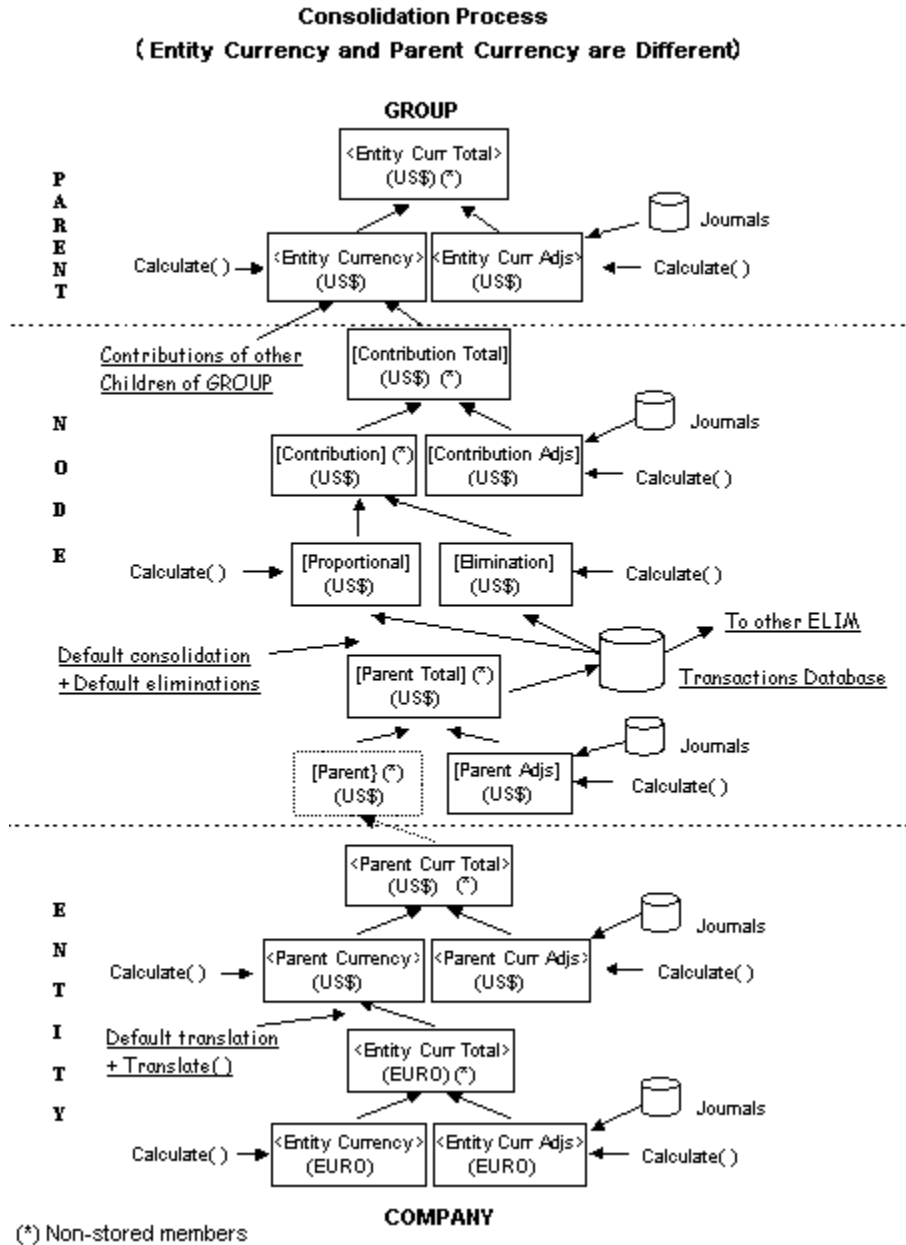 Consolidation Process
( Entity Currency and Parent Currency are Different)
GROUP
<Entity Curr Total>
(US$) (*)
PARENT
Journals
Calculate( )
<Entity Currency>
(US$)
<Entity Curr Adjs>
(US$)
Calculate( )
Contributions of other
Children of GROUP
[Contribution Total]
(US$) (*)
NODE
Journals
[Contribution] (*)
(US$)
[Contribution Adjs]
(US$)
Calculate( )
Calculate( )
[Proportional]
(US$)
[Elimination]
(US$)
Calculate( )
To other ELIM
Default consolidation
+ Default eliminations
[Parent Total] (*)
(US$)
Transactions Database
Journals
[Parent} (*)
(US$)
[Parent Adjs]
(US$)
Calculate( )
<Parent Curr Total>
(US$) (*)
ENTITY
Journals
Calculate( )
<Parent Currency>
(US$)
<Parent Curr Adjs>
(US$)
Calculate( )
Default translation
+ Translate( )
<Entity Curr Total>
(EURO) (*)
Journals
Calculate( )
<Entity Currency>
(EURO)
<Entity Curr Adjs>
(EURO)
Calculate( )
COMPANY
(*) Non-stored members